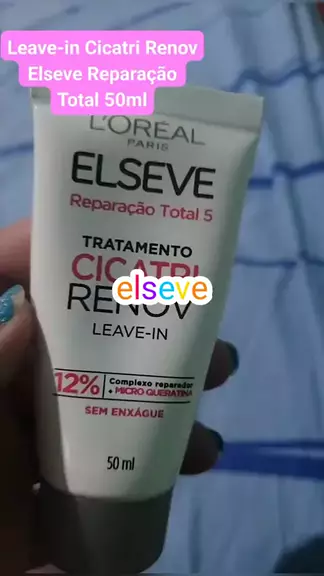 Leave-in Cicatri Renov
Elseve Reparação
Total 50ml
L'ORÉAL
PARIS
ELSEVE
Reparação Total 5
TRATAMENTO
CICATRI
elseve
RENOV
LEAVE-IN
12% Complexo reparador
+ MICRO QUERATINA
SEM ENXÁGUE
50 ml